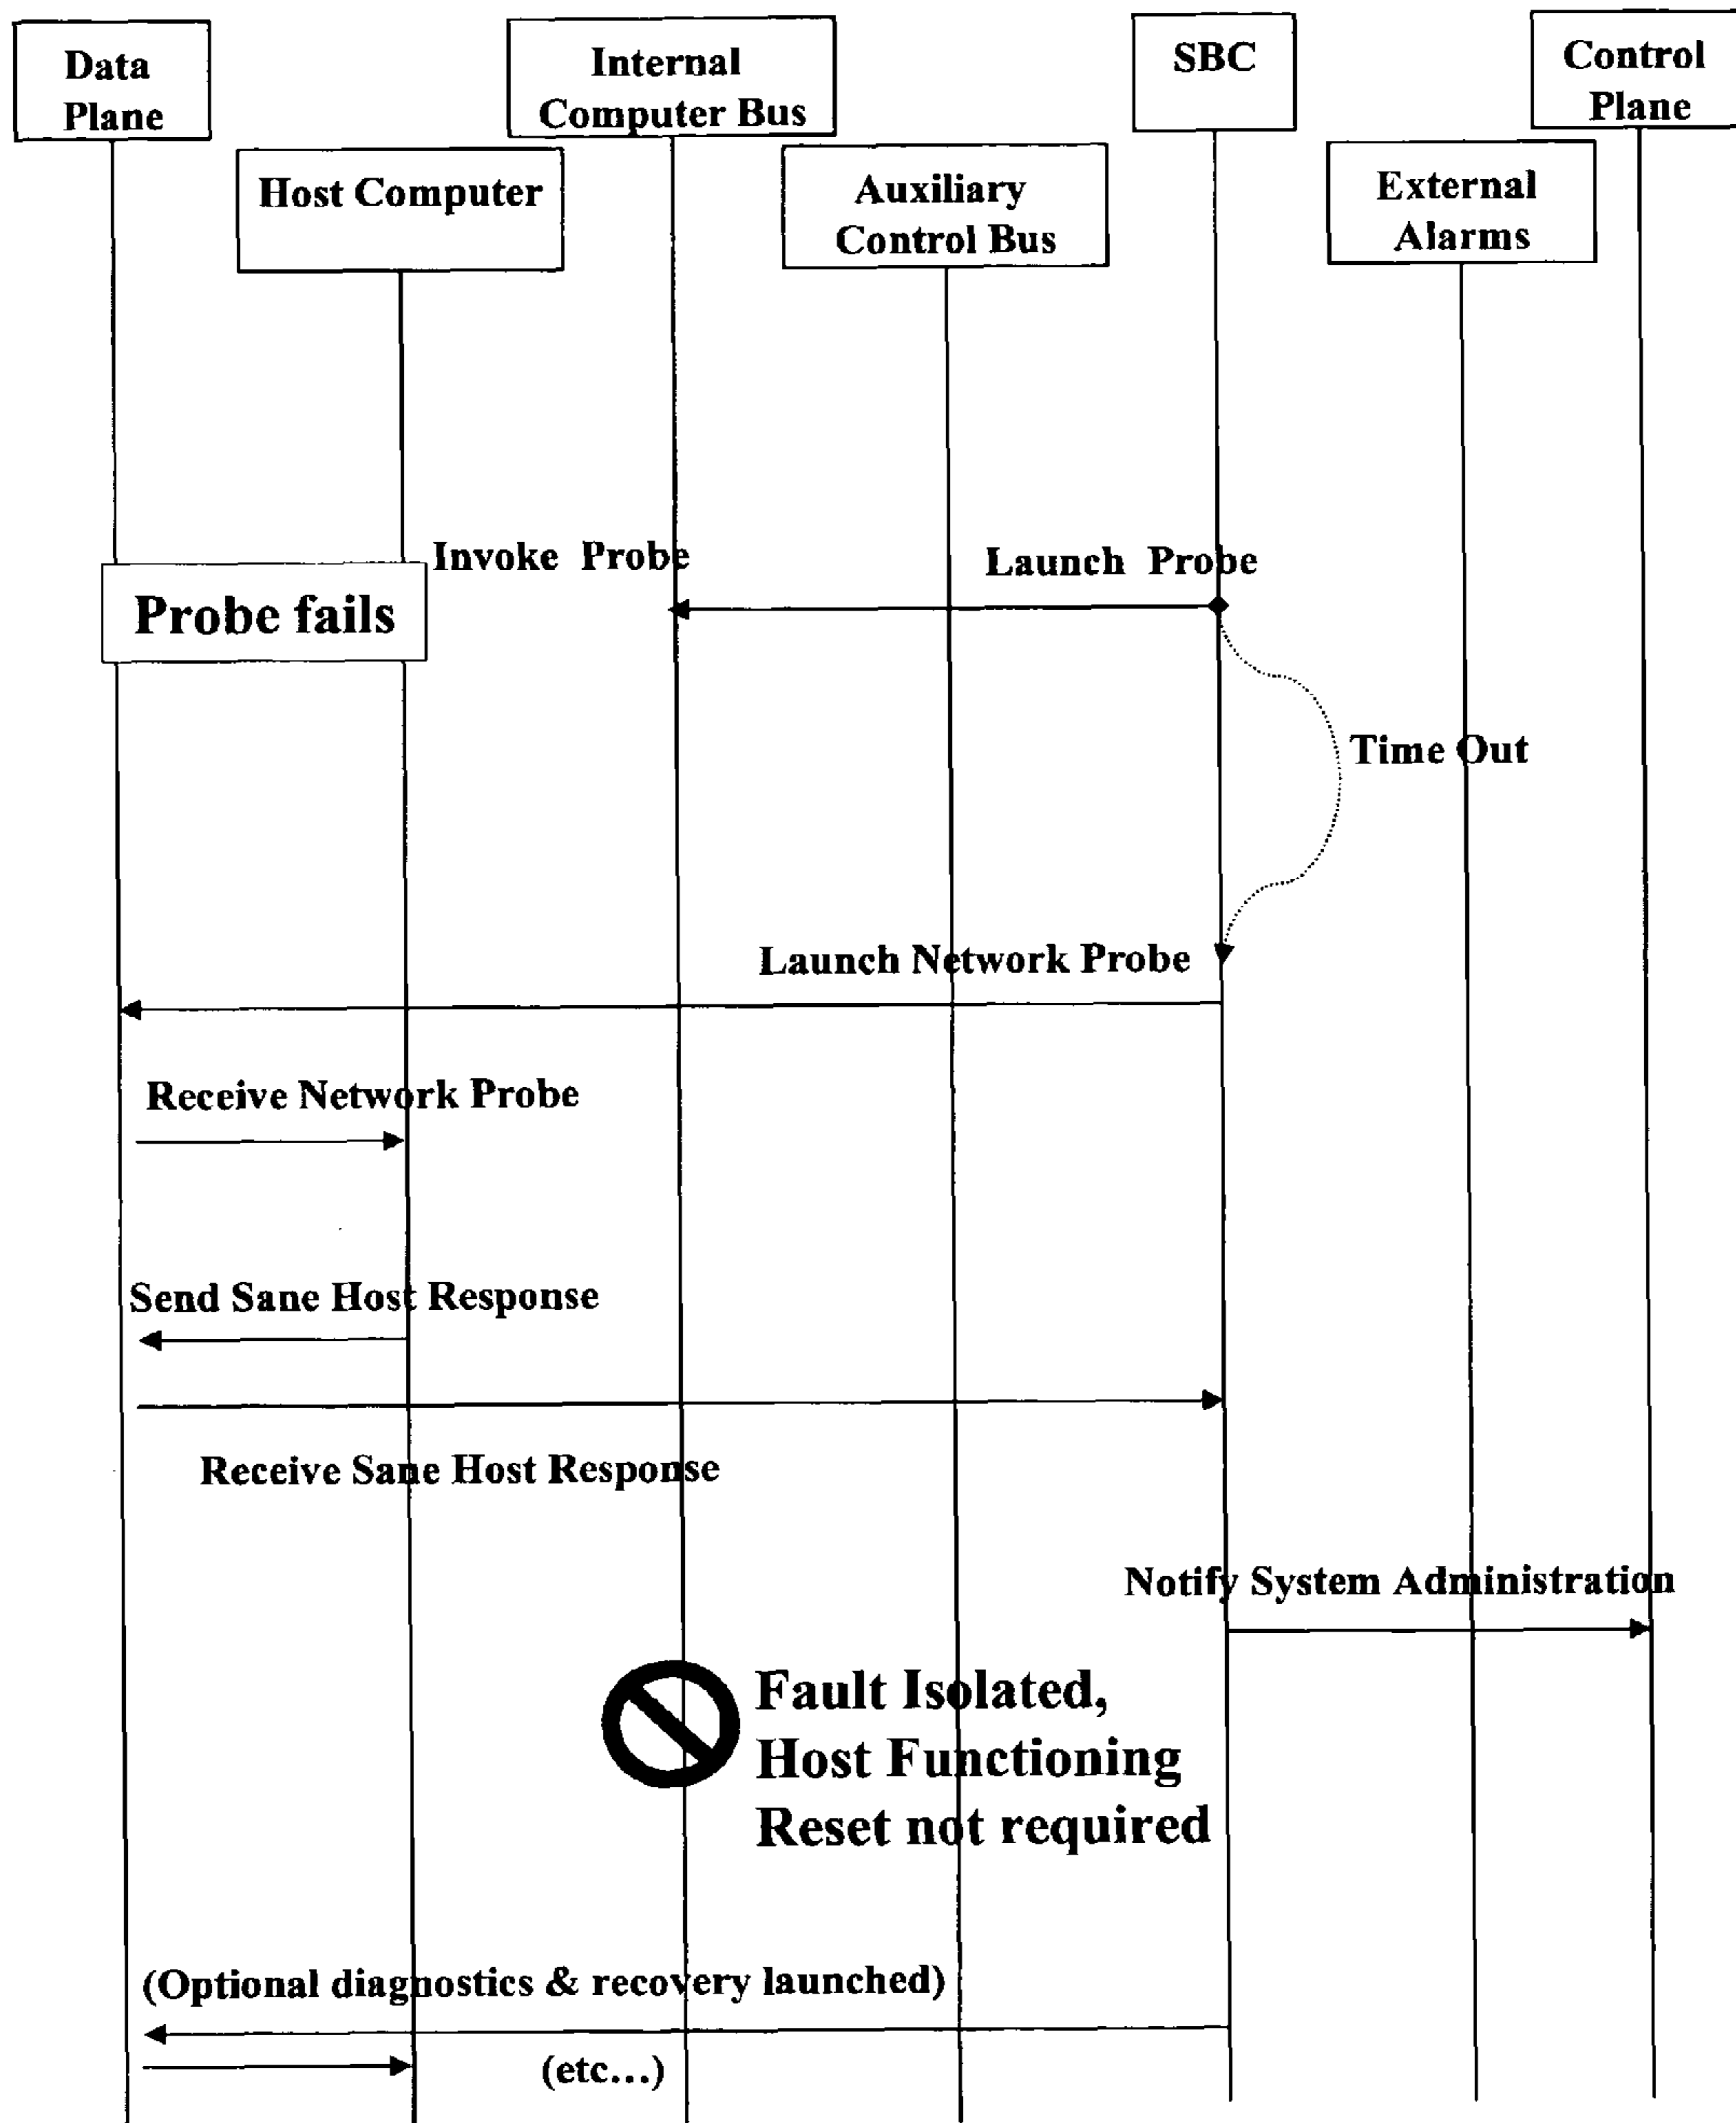 Data
Plane
Internal
Computer Bus
SBC
Control
Plane
Host Computer
Auxiliary
Control Bus
External
Alarms
Invoke Probe
Launch Probe
Probe fails
Time Out
Launch Network Probe
Receive Network Probe
Send Sane Host Response
Receive Sane Host Response
Notify System Administration
Fault Isolated,
Host Functioning
Reset not required
(Optional diagnostics & recovery launched)
(etc...)